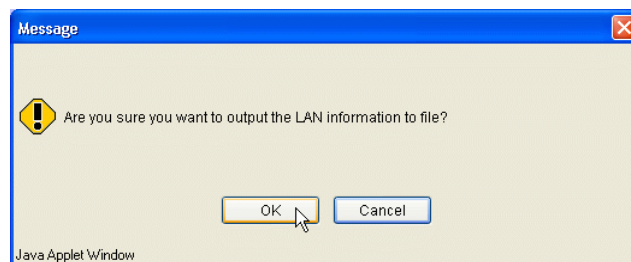 Message
Are you sure you want to output the LAN information to file?
OK Cancel
Java Applet Window